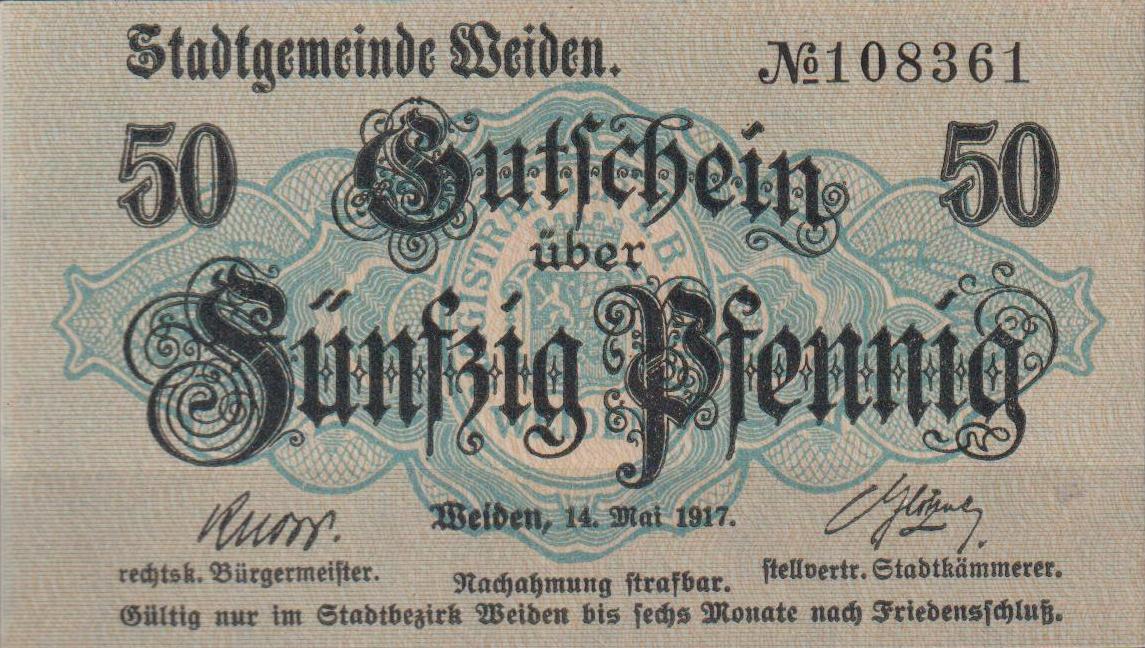 Stadtgemeinde Weiden. №108361
50 Gutschein 50
über
Fünfzig Pfennig
Knorr.
Weiden, 14. Mai 1917.
rechtsk. Bürgermeister.
Nachahmung strafbar.
stellvertr. Stadtkämmerer.
Gültig nur im Stadtbezirk Weiden bis sechs Monate nach Friedensschluß.